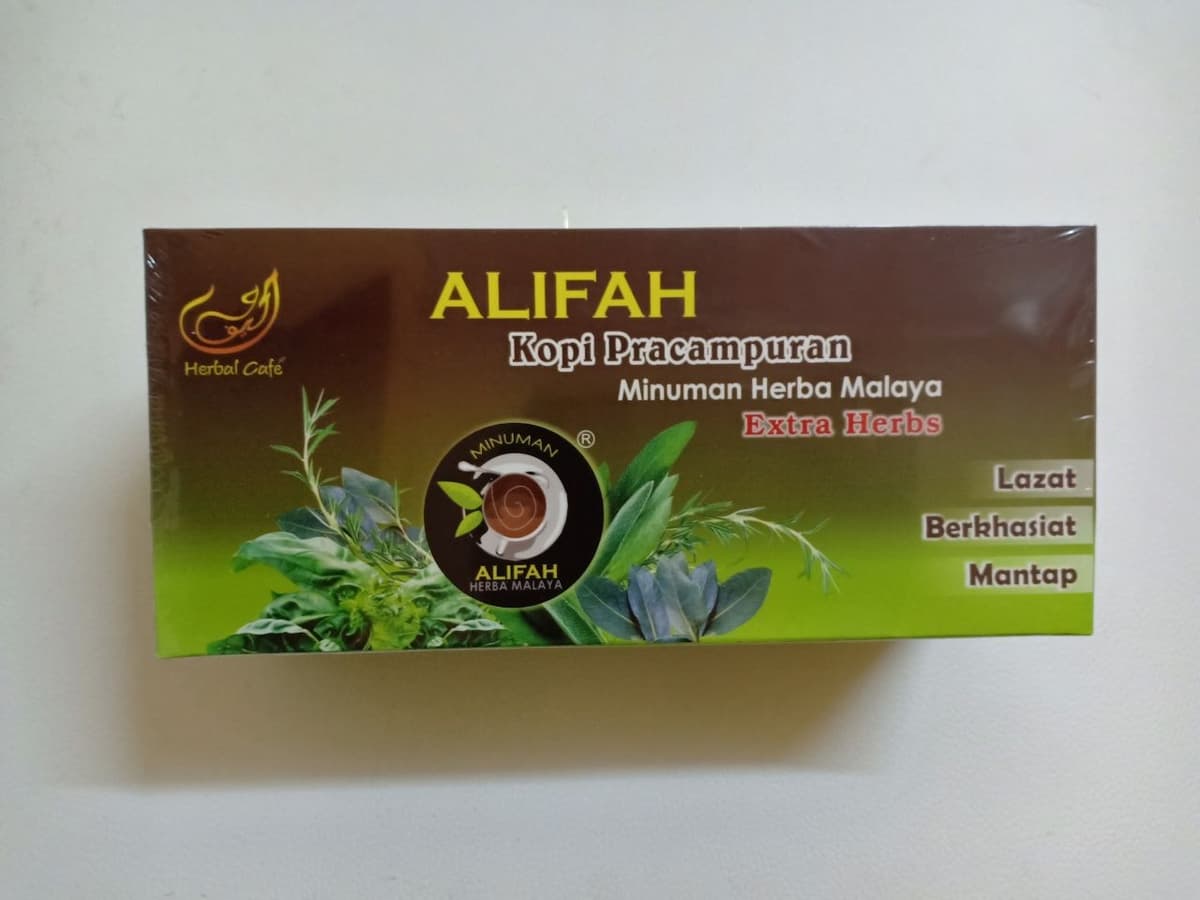 ALIFAH
Kopi Pracampuran
Minuman Herba Malaya
Extra Herbs
Herbal Café
MINUMAN
®
ALIFAH
HERBA MALAYA
Lazat
Berkhasiat
Mantap